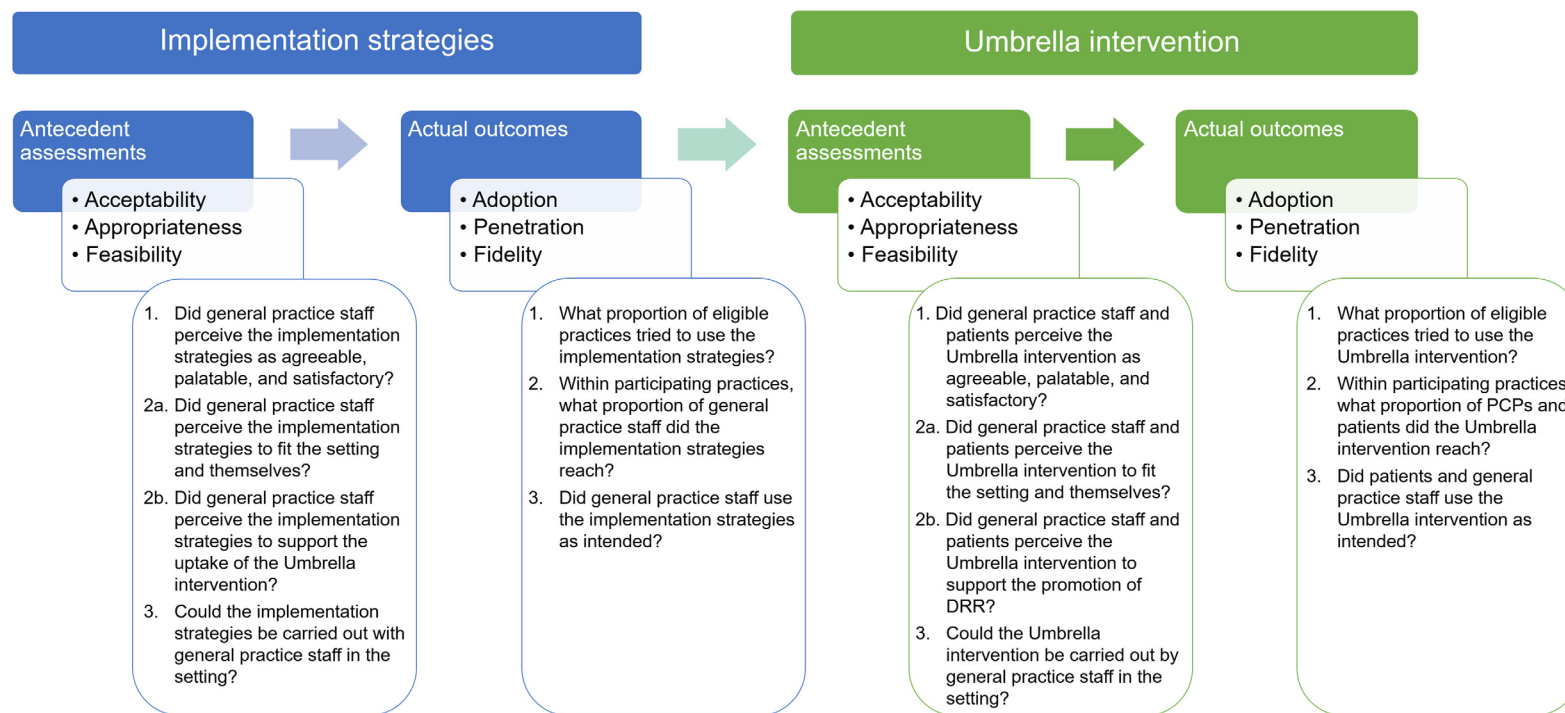 Implementation strategies
Umbrella intervention
Antecedent
assessments
• Acceptability
• Appropriateness
• Feasibility
1. Did general practice staff
perceive the implementation
strategies as agreeable,
palatable, and satisfactory?
2a. Did general practice staff
perceive the implementation
strategies to fit the setting
and themselves?
2b. Did general practice staff
perceive the implementation
strategies to support the
uptake of the Umbrella
intervention?
3. Could the implementation
strategies be carried out with
general practice staff in the
setting?
Actual outcomes
• Adoption
• Penetration
• Fidelity
1. What proportion of eligible
practices tried to use the
implementation strategies?
2. Within participating practices,
what proportion of general
practice staff did the
implementation strategies
reach?
3. Did general practice staff use
the implementation strategies
as intended?
Antecedent
assessments
• Acceptability
• Appropriateness
• Feasibility
1. Did general practice staff and
patients perceive the
Umbrella intervention as
agreeable, palatable, and
satisfactory?
2a. Did general practice staff and
patients perceive the
Umbrella intervention to fit
the setting and themselves?
2b. Did general practice staff and
patients perceive the
Umbrella intervention to
support the promotion of
DRR?
3. Could the Umbrella
intervention be carried out by
general practice staff in the
setting?
Actual outcomes
• Adoption
• Penetration
• Fidelity
1. What proportion of eligible
practices tried to use the
Umbrella intervention?
2. Within participating practices
what proportion of PCPs and
patients did the Umbrella
intervention reach?
3. Did patients and general
practice staff use the
Umbrella intervention as
intended?